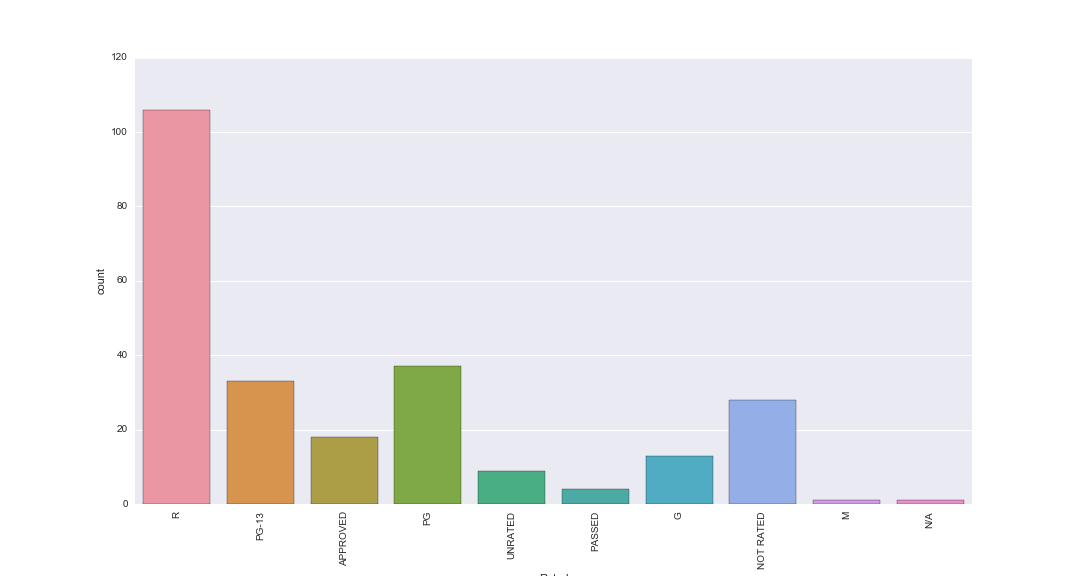 120
100
80
60
40
20
0
count
R
PG-13
APPROVED
PG
UNRATED
PASSED
G
NOT RATED
M
N/A